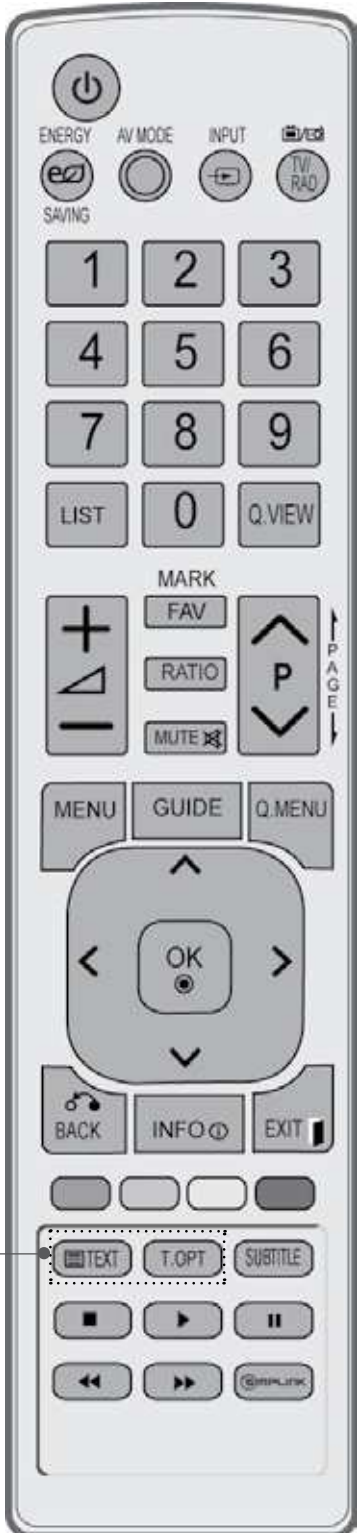 ENERGY AV MODE INPUT
TV/
RAD
SAVING
1 2 3
4 5 6
7 8 9
LIST 0 Q.VIEW
MARK
FAV
RATIO
P
PAGE
MUTE
MENU GUIDE Q.MENU
OK
BACK INFO EXIT
TEXT T.OPT SUBTITLE
SIMPLINK